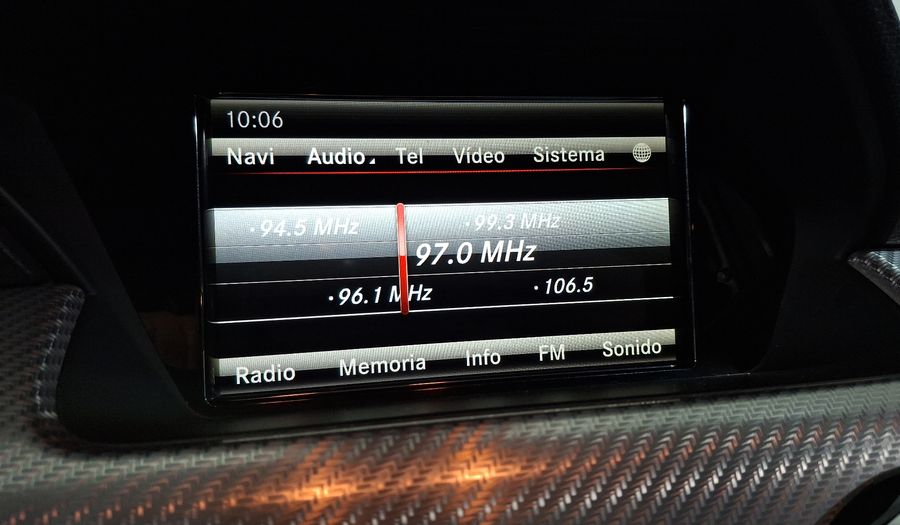 10:06
Navi Audio Tel Vídeo Sistema
· 94.5 MHz · 99.3 MHz
97.0 MHz
· 96.1 MHz · 106.5
Radio Memoria Info FM Sonido